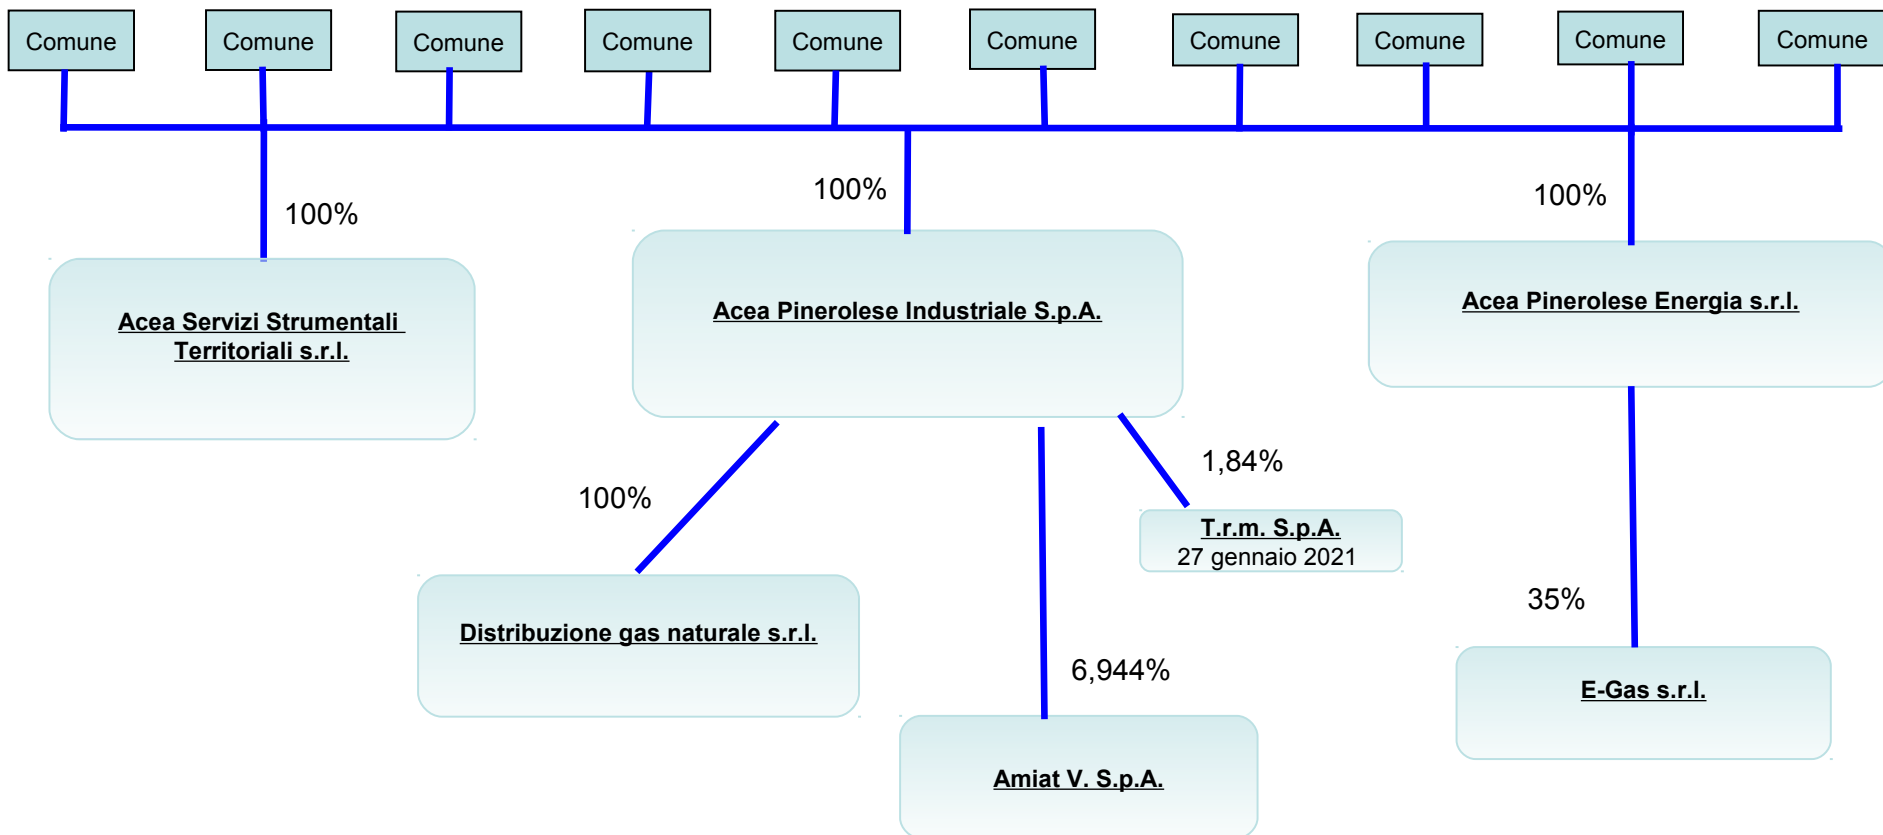 Comune
Comune
Comune
Comune
Comune
Comune
Comune
Comune
Comune
Comune
100%
100%
100%
Acea Servizi Strumentali
Territoriali s.r.l.
Acea Pinerolese Industriale S.p.A.
Acea Pinerolese Energia s.r.l.
100%
1,84%
T.r.m. S.p.A.
27 gennaio 2021
35%
Distribuzione gas naturale s.r.l.
6,944%
E-Gas s.r.l.
Amiat V. S.p.A.